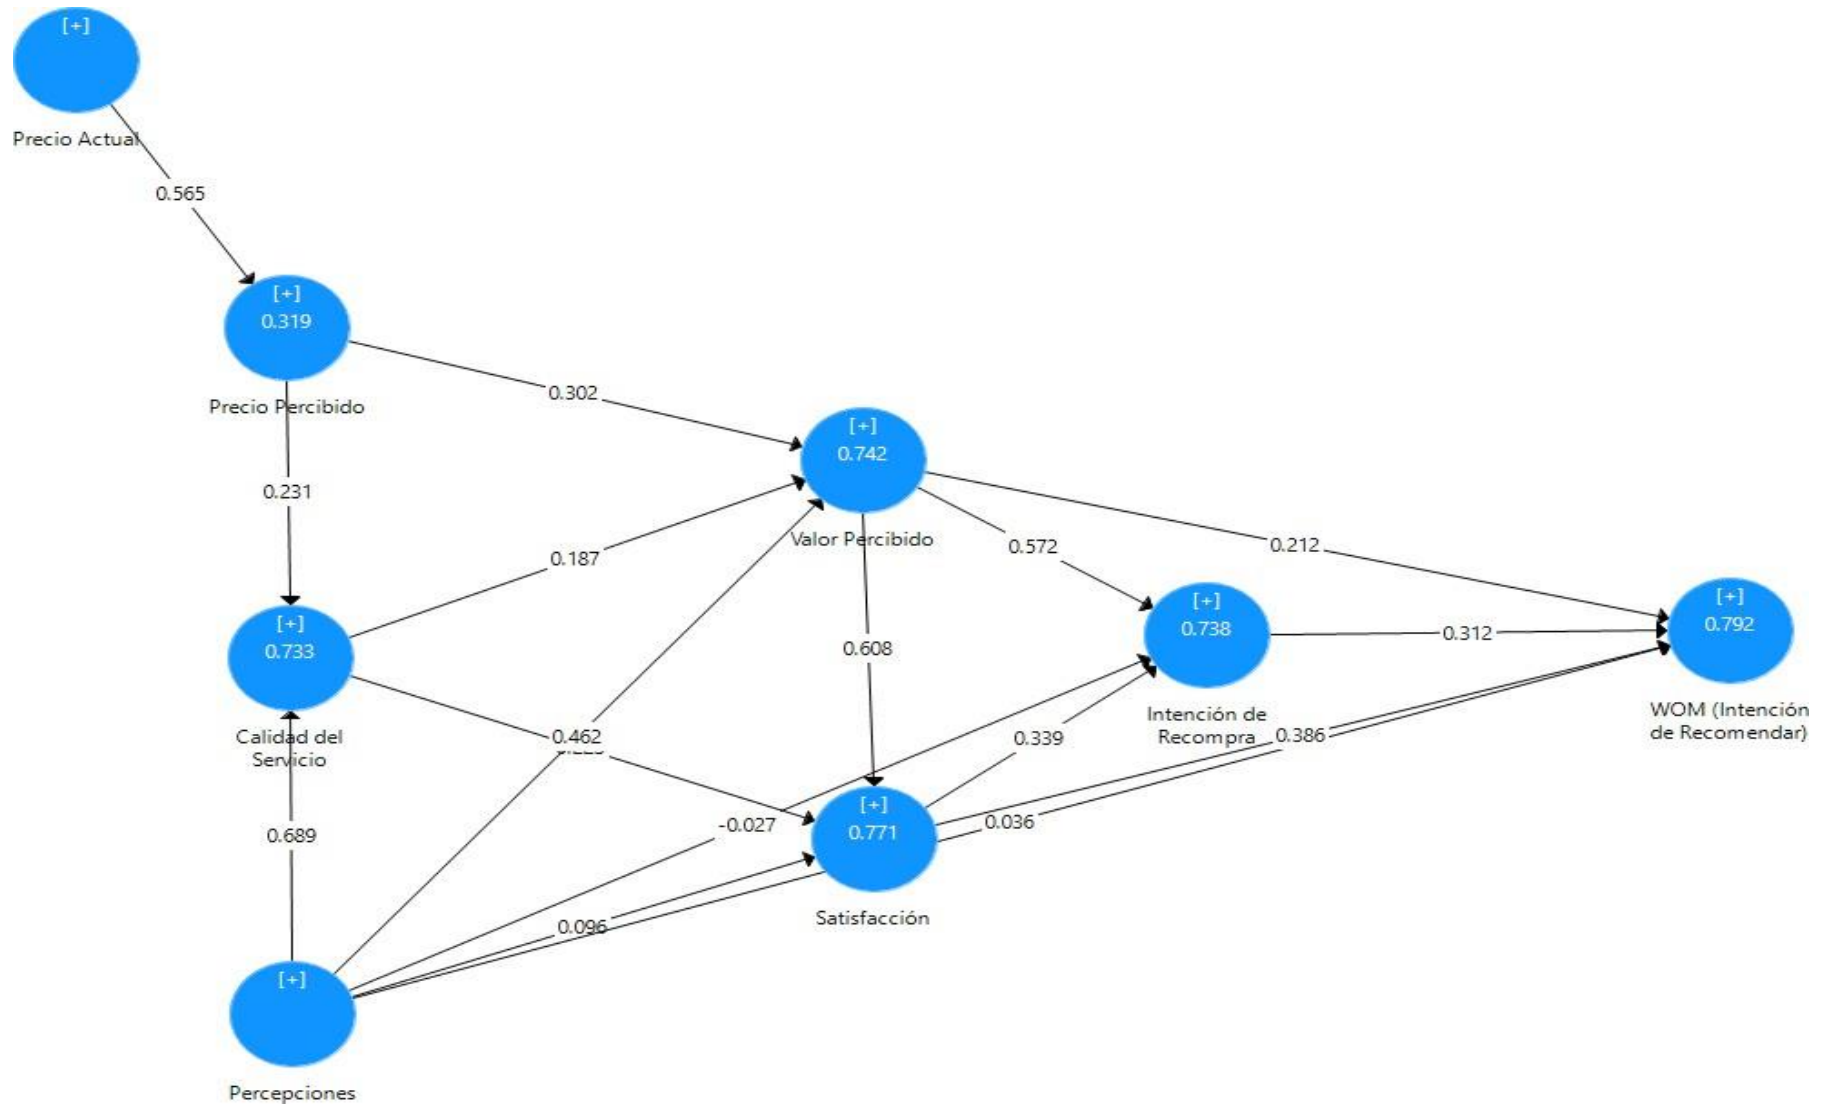 [+]
Precio Actual
0.565
[+]
0.319
Precio Percibido
0.302
[+]
0.742
Valor Percibido
0.231
0.187
0.572
0.212
[+]
0.733
Calidad del
Servicio
0.608
[+]
0.738
Intención de
Recompra
0.312
[+]
0.792
WOM (Intención
de Recomendar)
0.462
0.339
0.386
-0.027
[+]
0.771
Satisfacción
0.036
0.689
0.096
[+]
Percepciones